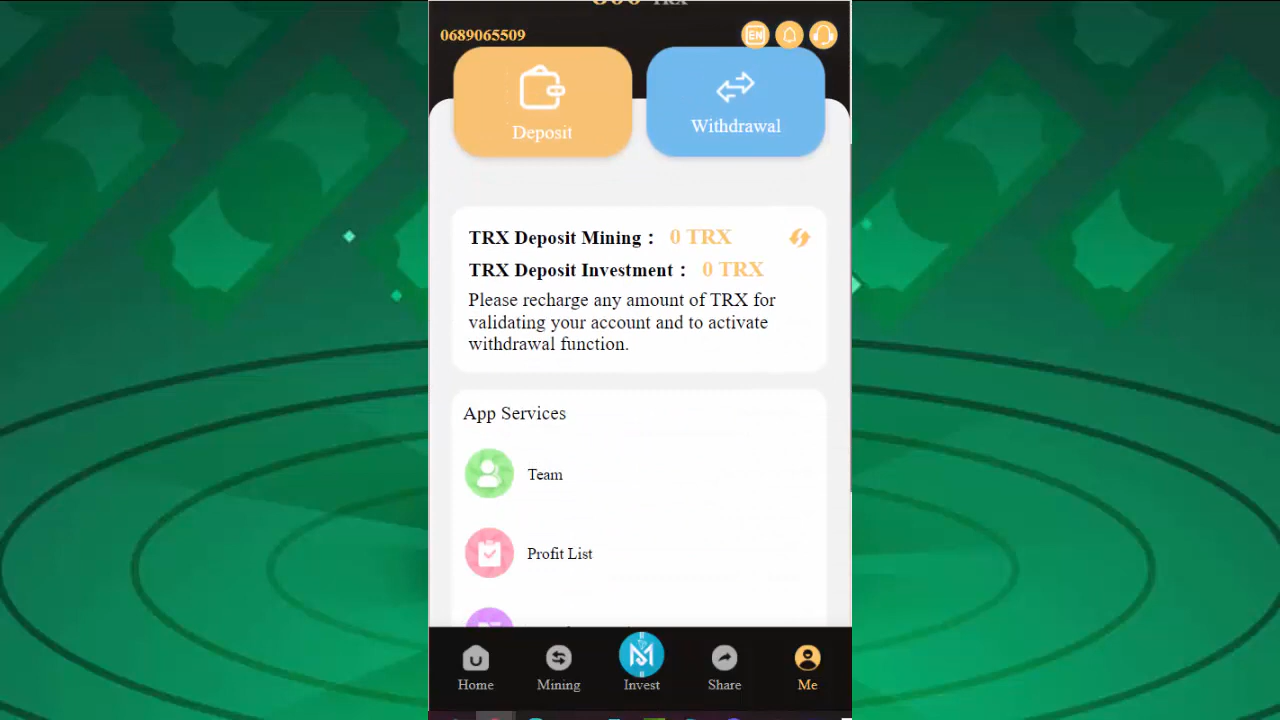 0689065509
EN
Deposit
Withdrawal
TRX Deposit Mining : 0 TRX
TRX Deposit Investment : 0 TRX
Please recharge any amount of TRX for
validating your account and to activate
withdrawal function.
App Services
Team
Profit List
Home
Mining
Invest
Share
Me